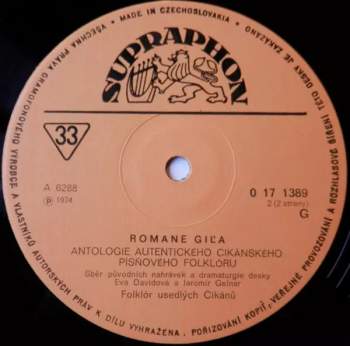 • MADE IN CZECHOSLOVAKIA •
VŠECHNA PRÁVA GRAMOFONOVÉHO VÝROBCE A VLASTNÍKŮ AUTORSKÝCH PRÁV K DÍLU VYHRAŽENA. POŘIZOVÁNÍ KOPIÍ, VEŘEJNÉ PROVOZOVÁNÍ A ROZHLASOVÉ ŠÍŘENÍ TÉTO DESKY JE ZAKÁZÁNO
SUPRAPHON
33
A 6288
℗ 1974
0 17 1389
2 (2 strany)
G
ROMANE GIĽA
ANTOLOGIE AUTENTICKÉHO CIKÁNSKÉHO
PÍSŇOVÉHO FOLKLÓRU
Sběr původních nahrávek a dramaturgie desky
Eva Davidová a Jaromír Gelnar
Folklór usedlých Cikánů